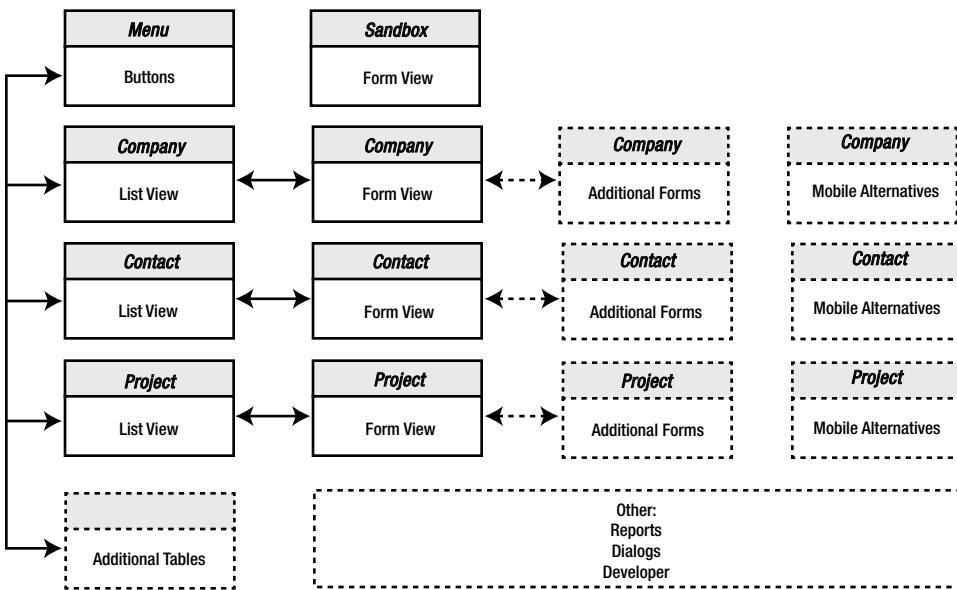 Menu
Buttons
Sandbox
Form View
Company
List View
Company
Form View
Company
Additional Forms
Company
Mobile Alternatives
Contact
List View
Contact
Form View
Contact
Additional Forms
Contact
Mobile Alternatives
Project
List View
Project
Form View
Project
Additional Forms
Project
Mobile Alternatives
Additional Tables
Other:
Reports
Dialogs
Developer